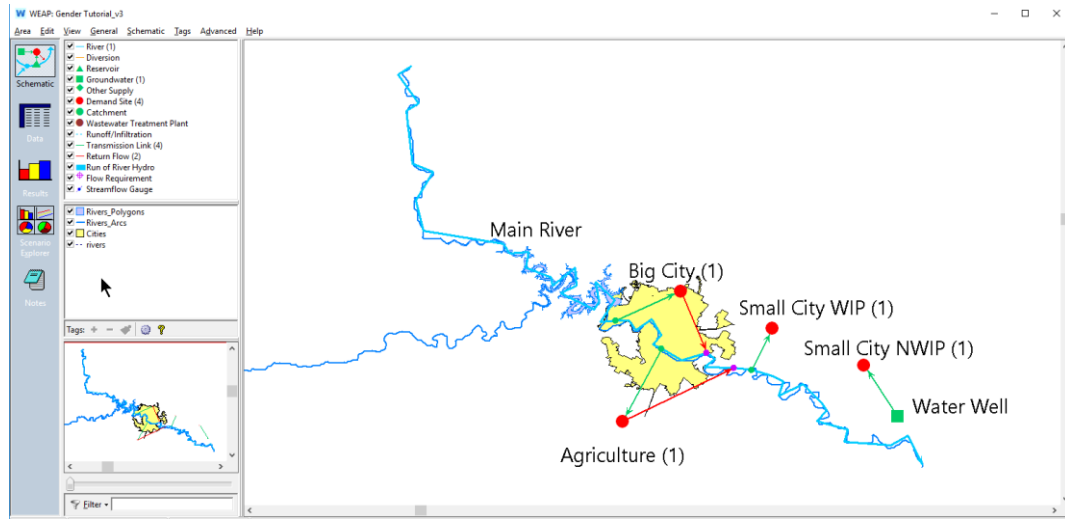 W WEAP: Gender Tutorial_v3
Area Edit View General Schematic Tags Advanced Help
Schematic
Data
Results
Scenario
Explorer
Notes
River (1)
Diversion
Reservoir
Groundwater (1)
Other Supply
Demand Site (4)
Catchment
Wastewater Treatment Plant
Runoff/Infiltration
Transmission Link (4)
Return Flow (2)
Run of River Hydro
Flow Requirement
Streamflow Gauge
Rivers_Polygons
Rivers_Arcs
Cities
rivers
Tags:
Filter
Main River
Big City (1)
Small City WIP (1)
Small City NWIP (1)
Water Well
Agriculture (1)